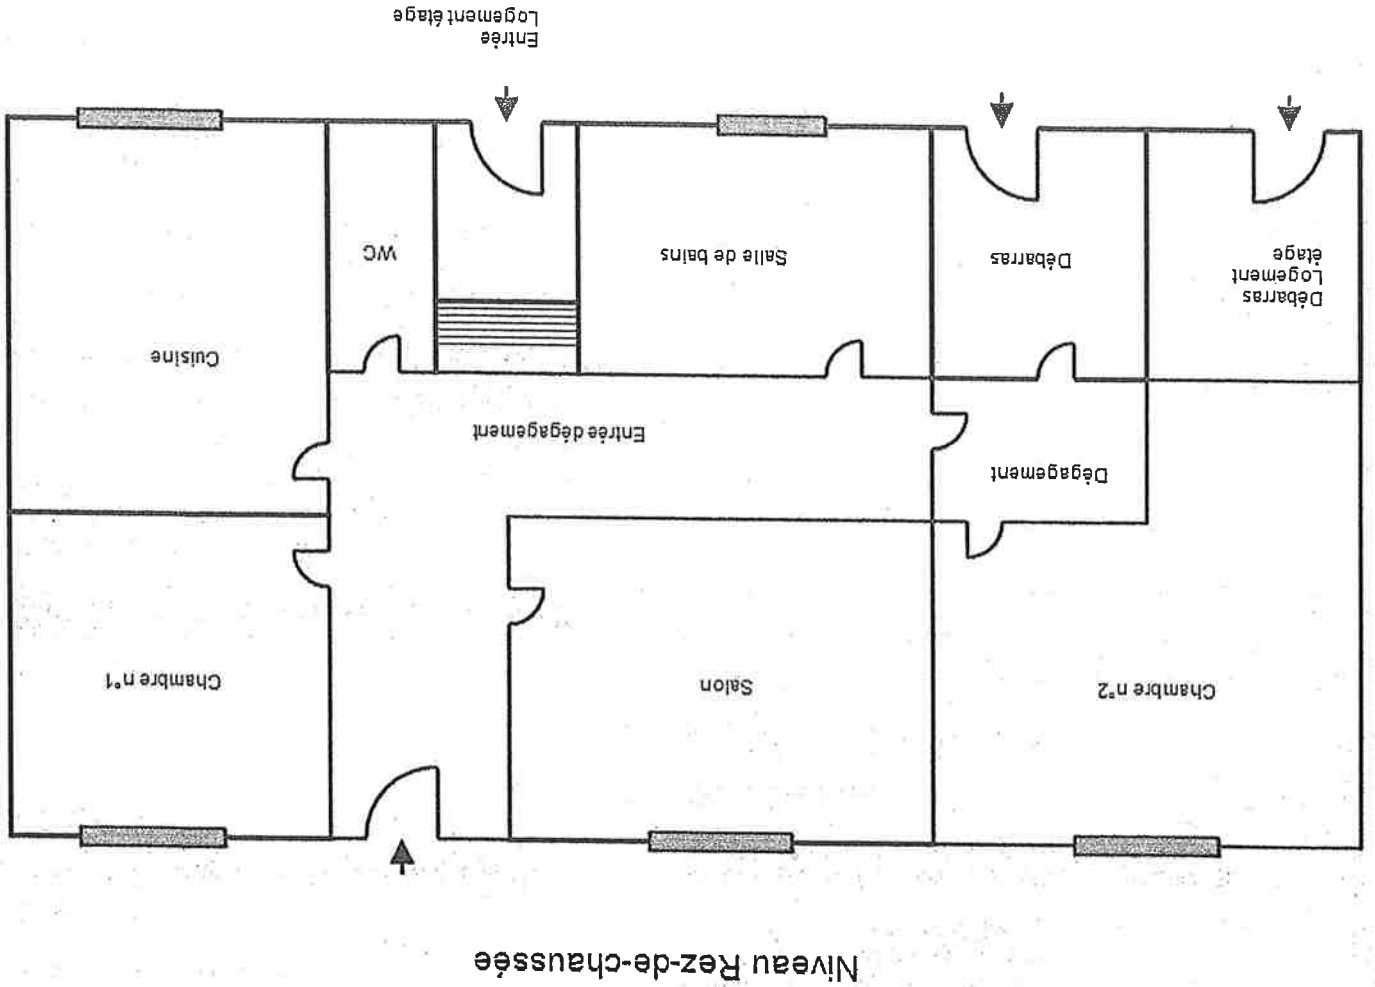 Niveau Rez-de-chaussée
Chambre n°2
Salon
Chambre n°1
Dégagement
Entrée dégagement
Cuisine
Débarras
Logement
étage
Débarras
Salle de bains
WC
Entrée
Logement étage